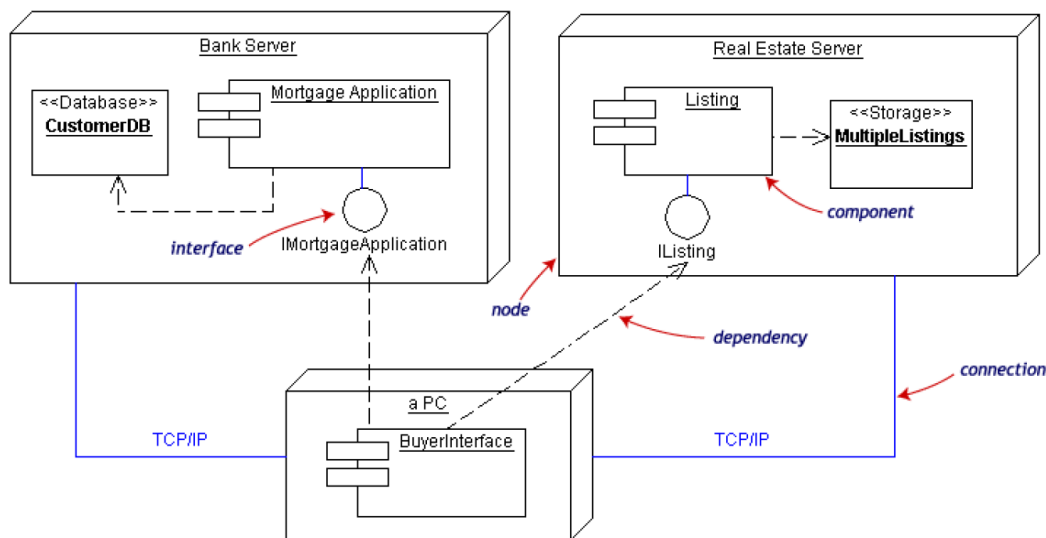 Bank Server
<<Database>>
CustomerDB
Mortgage Application
interface
IMortgageApplication
Real Estate Server
Listing
<<Storage>>
MultipleListings
component
IListing
node
dependency
connection
a PC
BuyerInterface
TCP/IP
TCP/IP